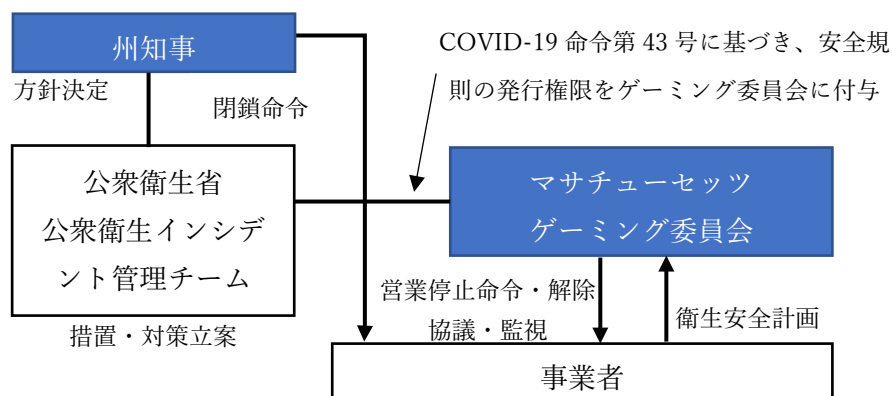 州知事
COVID-19 命令第 43 号に基づき、安全規
則の発行権限をゲーミング委員会に付与
方針決定
閉鎖命令
公衆衛生省
公衆衛生インシデ
ント管理チーム
マサチューセッツ
ゲーミング委員会
営業停止命令・解除
協議・監視
衛生安全計画
措置・対策立案
事業者